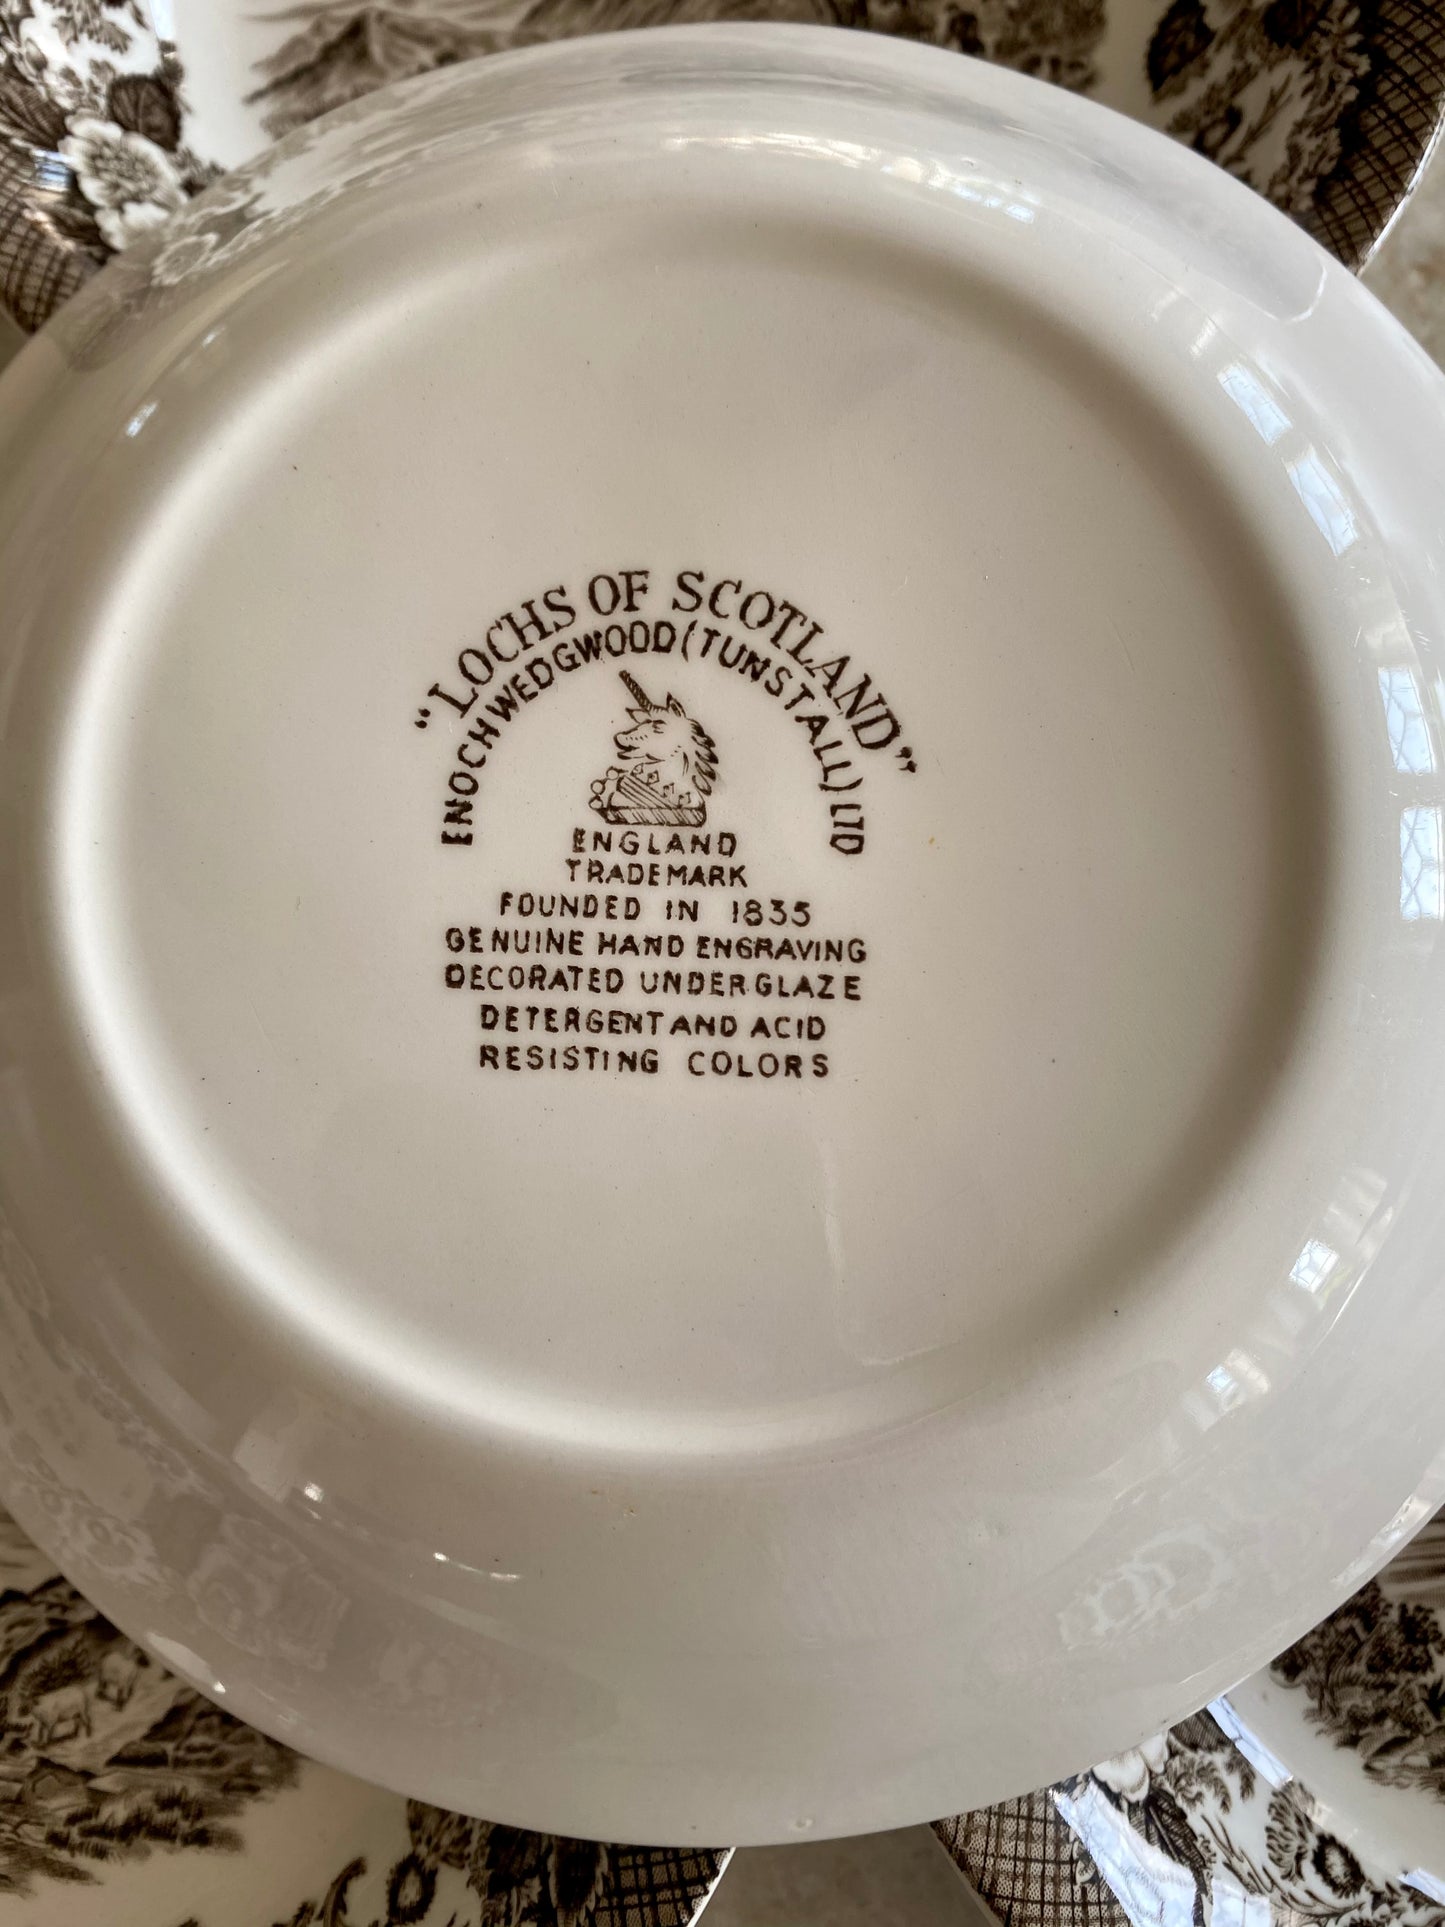 "LOCHS OF SCOTLAND"
ENOCH WEDGWOOD (TUNSTALL) LTD
ENGLAND
TRADEMARK
FOUNDED IN 1835
GENUINE HAND ENGRAVING
DECORATED UNDERGLAZE
DETERGENT AND ACID
RESISTING COLORS